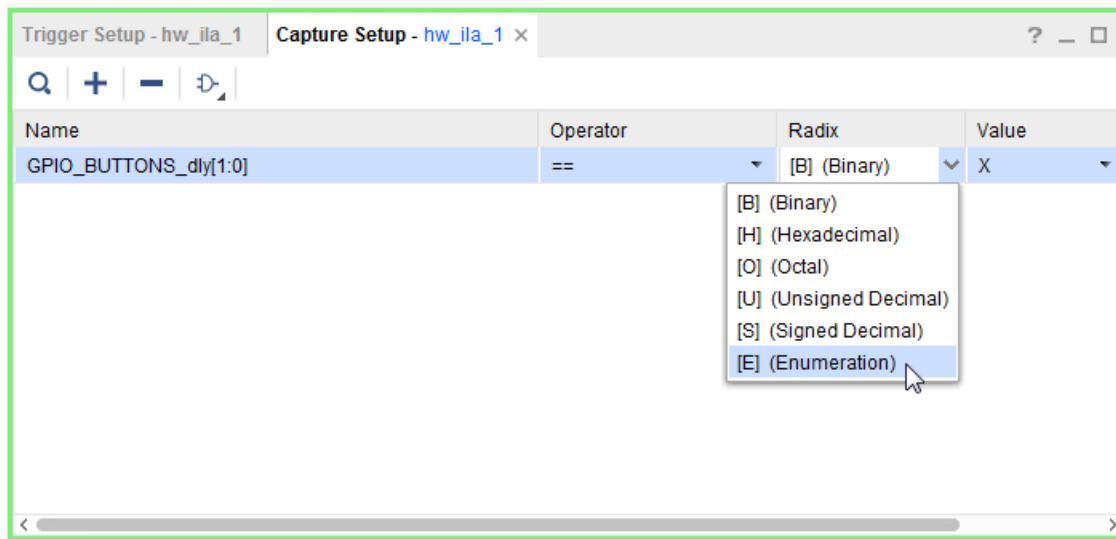 Trigger Setup - hw_ila_1 Capture Setup - hw_ila_1 × ?
Name Operator Radix Value
GPIO_BUTTONS_dly[1:0] == [B] (Binary) X
[B] (Binary)
[H] (Hexadecimal)
[O] (Octal)
[U] (Unsigned Decimal)
[S] (Signed Decimal)
[E] (Enumeration)